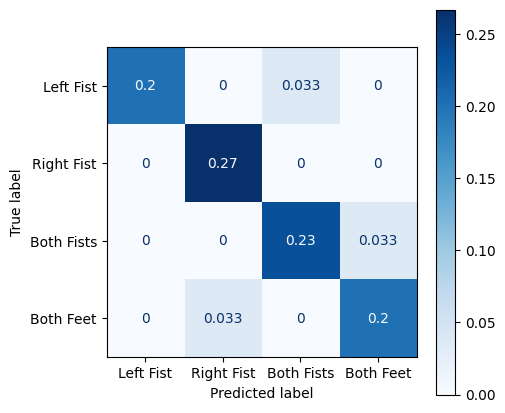 0.25
Left Fist 0.2 0 0.033 0
0.20
Right Fist 0 0.27 0 0
0.15
True label
Both Fists 0 0 0.23 0.033
0.10
Both Feet 0 0.033 0 0.2
0.05
0.00
Left Fist Right Fist Both Fists Both Feet
Predicted label